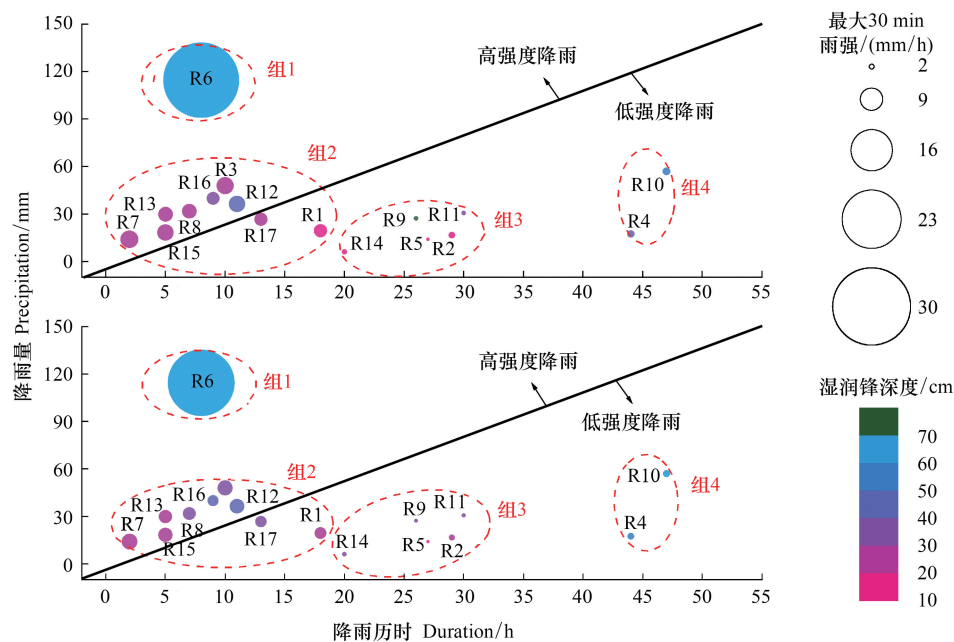 降雨量 Precipitation/mm
150
120
90
60
30
0
R6
组1
高强度降雨
低强度降雨
组2
R3
R16
R13
R12
R7
R8
R15
R17
R1
组3
R9
R11
R14
R5
R2
组4
R10
R4
0 5 10 15 20 25 30 35 40 45 50 55
150
120
90
60
30
0
R6
组1
高强度降雨
低强度降雨
组2
R16
R13
R12
R7
R8
R15
R17
R1
组3
R9
R11
R14
R5
R2
组4
R10
R4
0 5 10 15 20 25 30 35 40 45 50 55
降雨历时 Duration/h
最大30 min
雨强/(mm/h)
2
9
16
23
30
湿润锋深度/cm
70
60
50
40
30
20
10